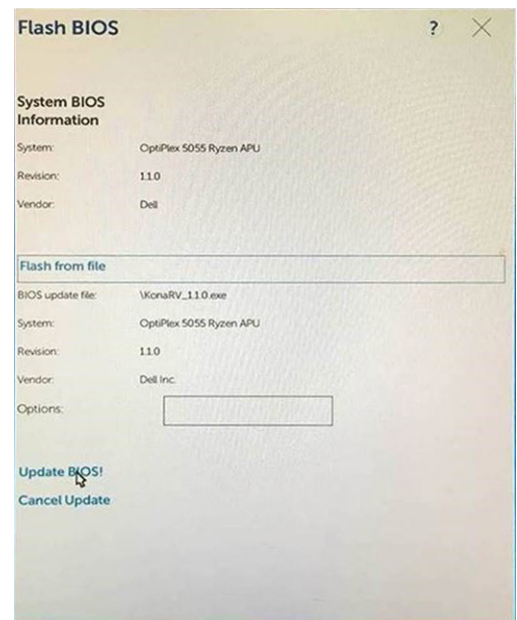 Flash BIOS ?
System BIOS
Information
System: OptiPlex 5055 Ryzen APU
Revision: 1.1.0
Vendor: Dell
Flash from file
BIOS update file: \KonaRV_1.1.0.exe
System: OptiPlex 5055 Ryzen APU
Revision: 1.1.0
Vendor: Dell Inc.
Options:
Update BIOS!
Cancel Update